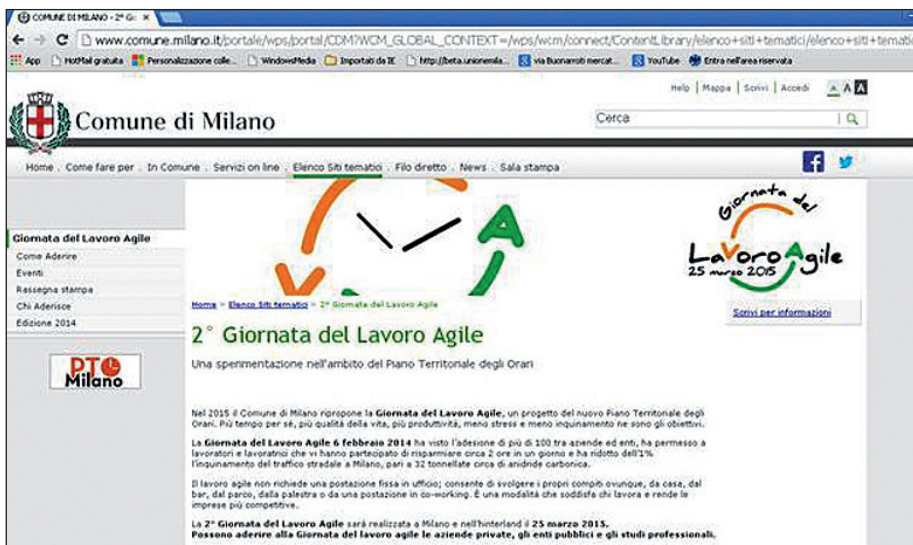 COMUNE DI MILANO - 2° Gi
www.comune.milano.it/portale/wps/portal/CDM?WCM_GLOBAL_CONTEXT=/wps/wcm/connect/ContentLibrary/elenco+siti+tematici/elenco+siti+temati
App HotMail gratuita Personalizzazione colle... WindowsMedia Importati da IE http://beta.unionemila... via Buonarroti mercat... YouTube Entra nell'area riservata
Help | Mappa | Scrivi | Accedi A A A
Comune di Milano
Cerca
Home . Come fare per . In Comune . Servizi on line . Elenco Siti tematici . Filo diretto . News . Sala stampa
Giornata del
LaVoro Agile
25 marzo 2015
Giornata del Lavoro Agile
Come Aderire
Eventi
Rassegna stampa
Chi Aderisce
Edizione 2014
PTO
Milano
Home > Elenco Siti tematici > 2° Giornata del Lavoro Agile
Scrivi per informazioni
2° Giornata del Lavoro Agile
Una sperimentazione nell'ambito del Piano Territoriale degli Orari
Nel 2015 il Comune di Milano ripropone la Giornata del Lavoro Agile, un progetto del nuovo Piano Territoriale degli
Orari. Più tempo per sé, più qualità della vita, più produttività, meno stress e meno inquinamento ne sono gli obiettivi.
La Giornata del Lavoro Agile 6 febbraio 2014 ha visto l'adesione di più di 100 tra aziende ed enti, ha permesso a
lavoratori e lavoratrici che vi hanno partecipato di risparmiare circa 2 ore in un giorno e ha ridotto dell'1%
l'inquinamento del traffico stradale a Milano, pari a 32 tonnellate circa di anidride carbonica.
Il lavoro agile non richiede una postazione fissa in ufficio; consente di svolgere i propri compiti ovunque, da casa, dal
bar, dal parco, dalla palestra o da una postazione in co-working. È una modalità che soddisfa chi lavora e rende le
imprese più competitive.
La 2° Giornata del Lavoro Agile sarà realizzata a Milano e nell'hinterland il 25 marzo 2015.
Possono aderire alla Giornata del lavoro agile le aziende private, gli enti pubblici e gli studi professionali.